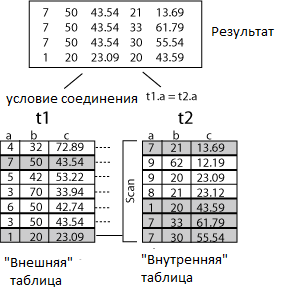 7 50 43.54 21 13.69
7 50 43.54 33 61.79
7 50 43.54 30 55.54
1 20 23.09 20 43.59
Результат
условие соединения t1.a = t2.a
t1 t2
a b c a b c
4 32 72.89 7 21 13.69
7 50 43.54 9 62 12.19
5 42 53.22 9 20 23.09
3 70 33.94 8 21 23.12
6 50 42.74 1 20 43.59
3 50 43.54 7 33 61.79
1 20 23.09 7 30 55.54
Scan
"Внешняя" "Внутренняя"
таблица таблица